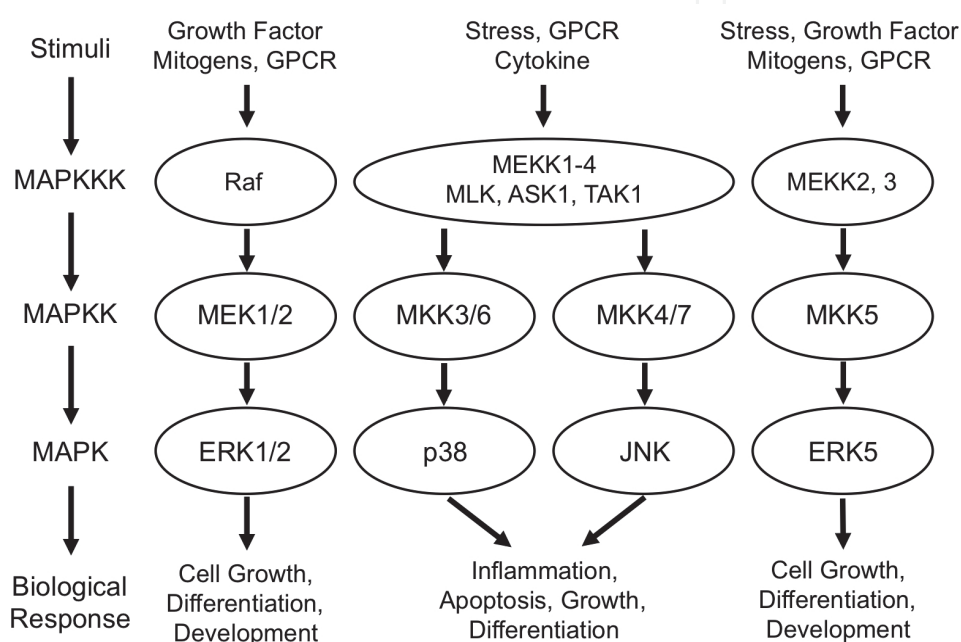 Stimuli
Growth Factor
Mitogens, GPCR
Stress, GPCR
Cytokine
Stress, Growth Factor
Mitogens, GPCR
MAPKKK
Raf
MEKK1-4
MLK, ASK1, TAK1
MEKK2, 3
MAPKK
MEK1/2
MKK3/6
MKK4/7
MKK5
MAPK
ERK1/2
p38
JNK
ERK5
Biological
Response
Cell Growth,
Differentiation,
Development
Inflammation,
Apoptosis, Growth,
Differentiation
Cell Growth,
Differentiation,
Development